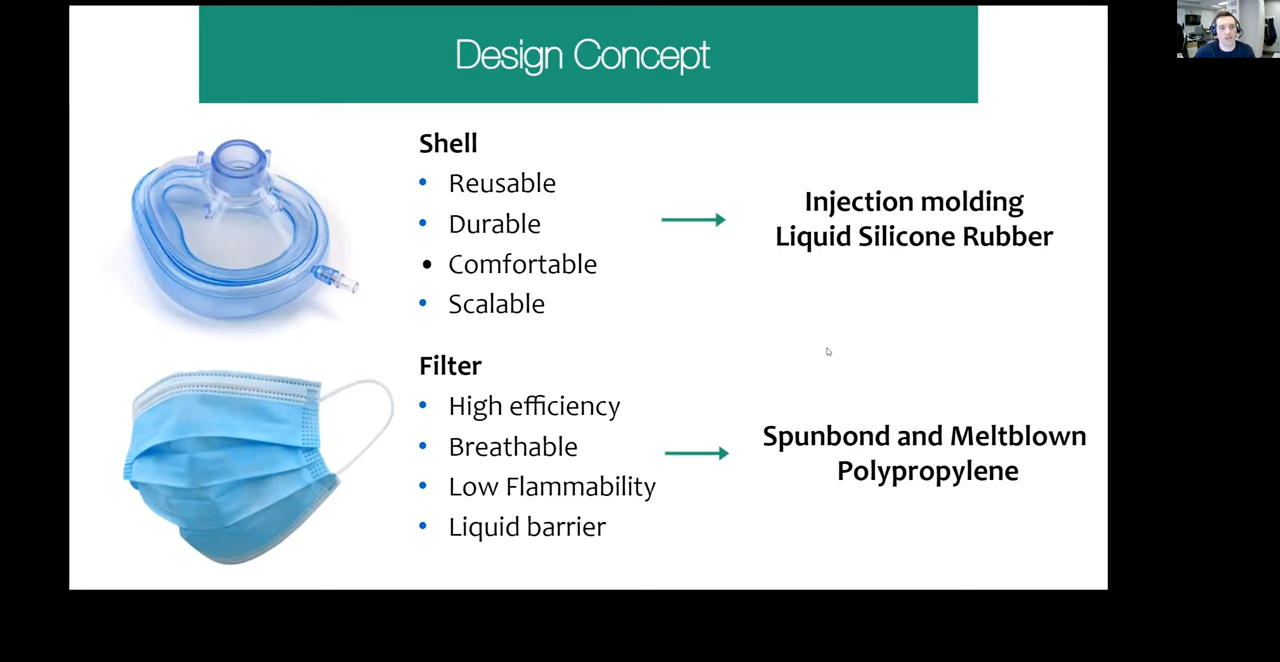 Design Concept
Shell
• Reusable
• Durable
• Comfortable
• Scalable
Injection molding
Liquid Silicone Rubber
Filter
• High efficiency
• Breathable
• Low Flammability
• Liquid barrier
Spunbond and Meltblown
Polypropylene